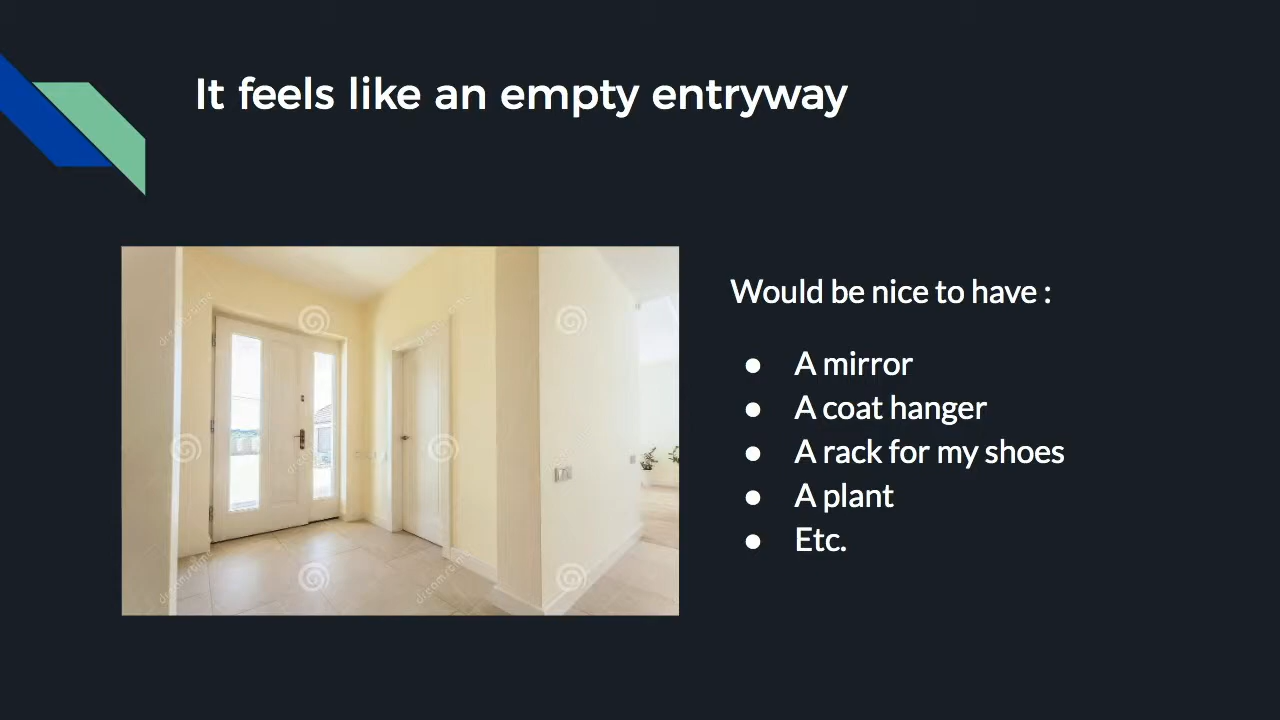 It feels like an empty entryway
Would be nice to have :
● A mirror
● A coat hanger
● A rack for my shoes
● A plant
● Etc.